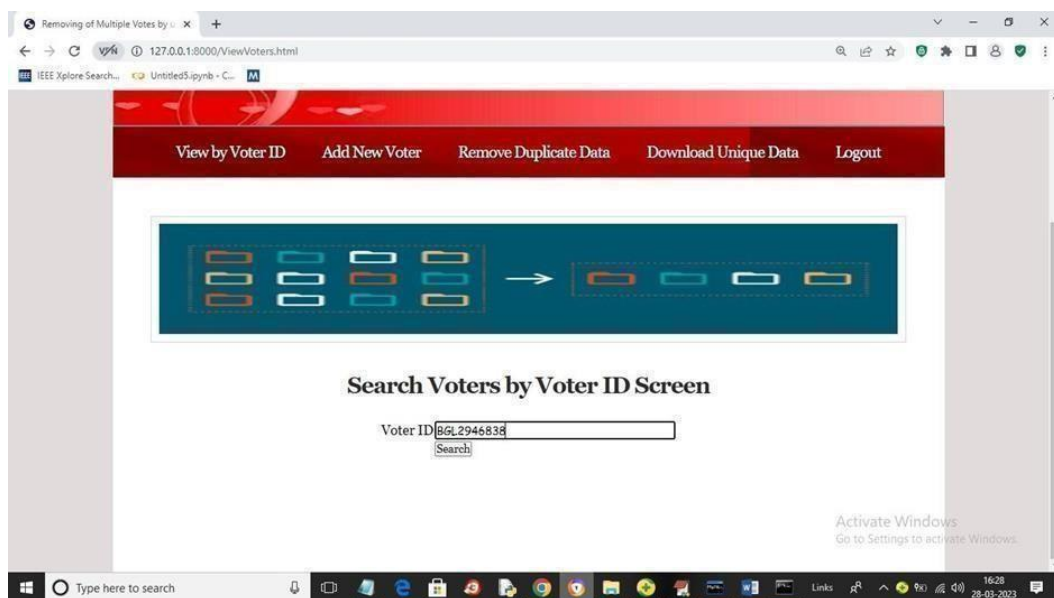 Removing of Multiple Votes by u
127.0.0.1:8000/ViewVoters.html
IEEE Xplore Search... Untitled5.ipynb - C... M
View by Voter ID Add New Voter Remove Duplicate Data Download Unique Data Logout
Search Voters by Voter ID Screen
Voter ID BGL2946838
Search
Activate Windows
Go to Settings to activate Windows.
Type here to search Links 16:28
28-03-2023